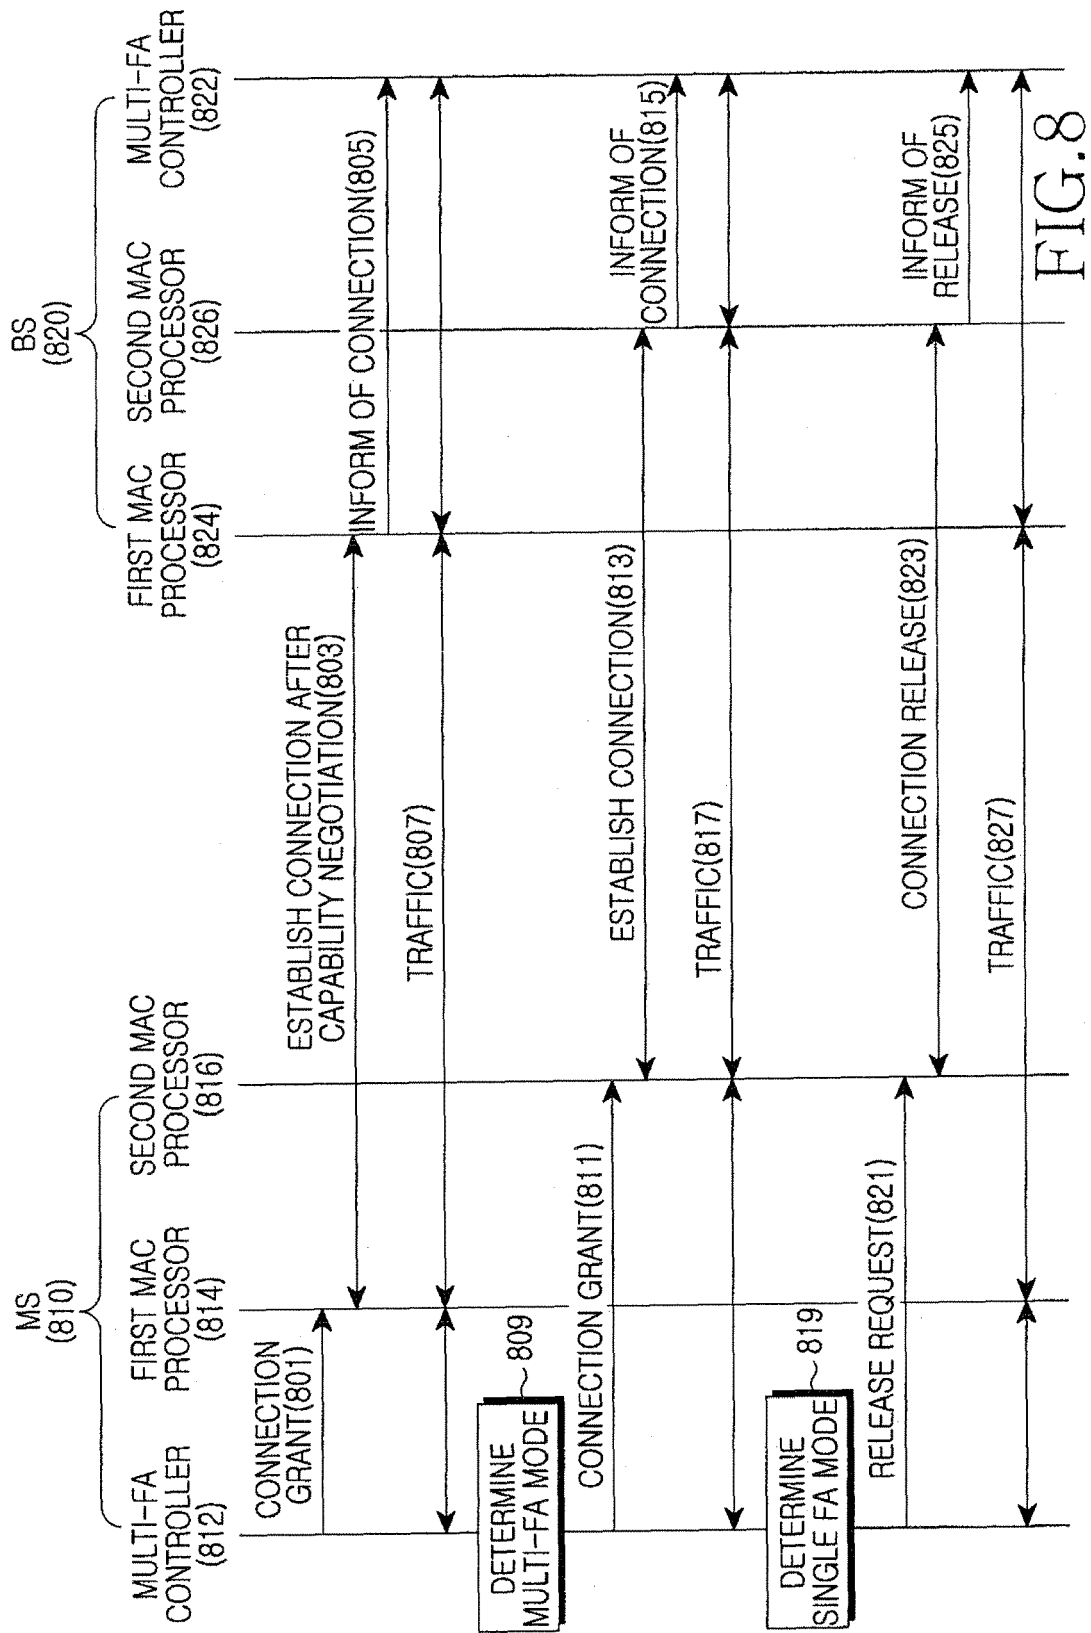 MS
(810)
BS
(820)
MULTI-FA
CONTROLLER
(812)
FIRST MAC
PROCESSOR
(814)
SECOND MAC
PROCESSOR
(816)
FIRST MAC
PROCESSOR
(824)
SECOND MAC
PROCESSOR
(826)
MULTI-FA
CONTROLLER
(822)
CONNECTION
GRANT(801)
ESTABLISH CONNECTION AFTER
CAPABILITY NEGOTIATION(803)
INFORM OF CONNECTION(805)
TRAFFIC(807)
DETERMINE
MULTI-FA MODE
809
CONNECTION GRANT(811)
ESTABLISH CONNECTION(813)
INFORM OF
CONNECTION(815)
TRAFFIC(817)
DETERMINE
SINGLE FA MODE
819
RELEASE REQUEST(821)
CONNECTION RELEASE(823)
INFORM OF
RELEASE(825)
TRAFFIC(827)
FIG.8